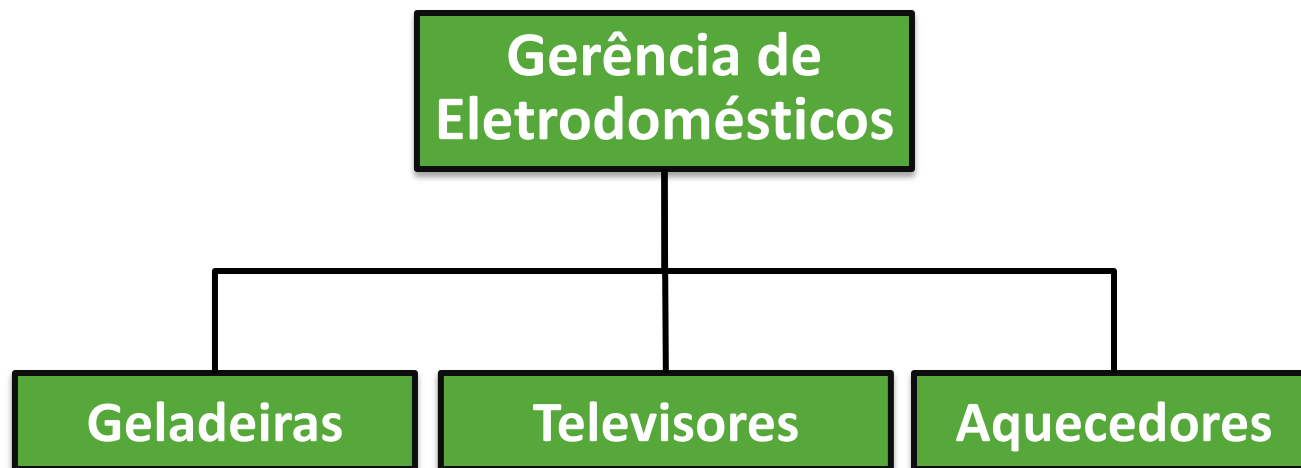 Gerência de
Eletrodomésticos
Geladeiras
Televisores
Aquecedores